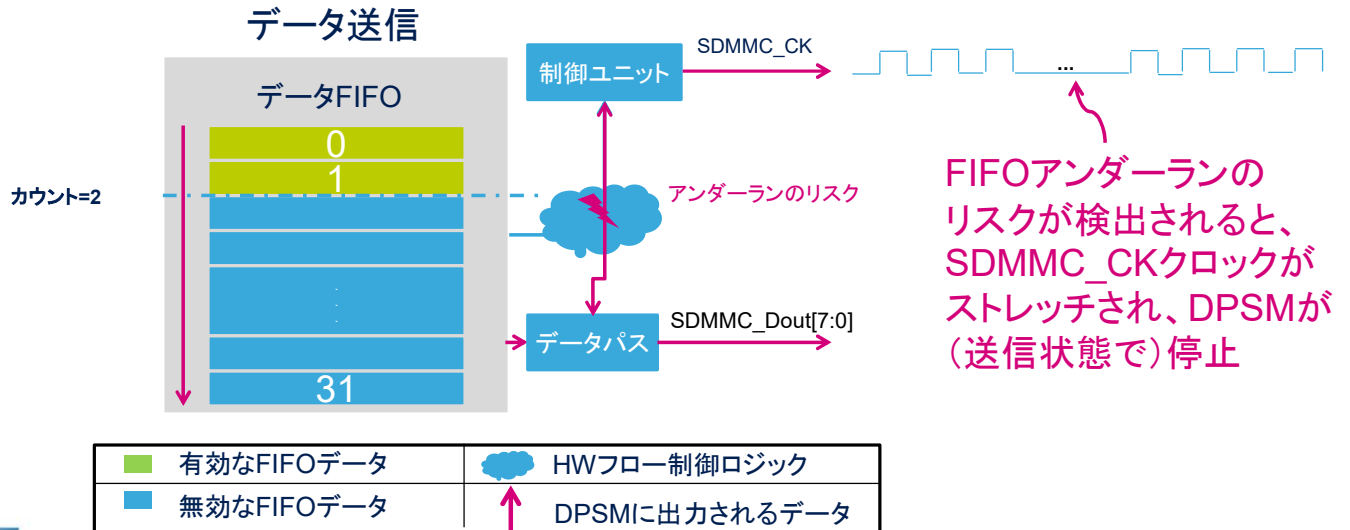 データ送信
データFIFO
0
1
.
.
.
31
カウント=2
制御ユニット
SDMMC_CK
...
アンダーランのリスク
データパス
SDMMC_Dout[7:0]
FIFOアンダーランの
リスクが検出されると、
SDMMC_CKクロックが
ストレッチされ、DPSMが
（送信状態で）停止
有効なFIFOデータ
HWフロー制御ロジック
無効なFIFOデータ
DPSMに出力されるデータ